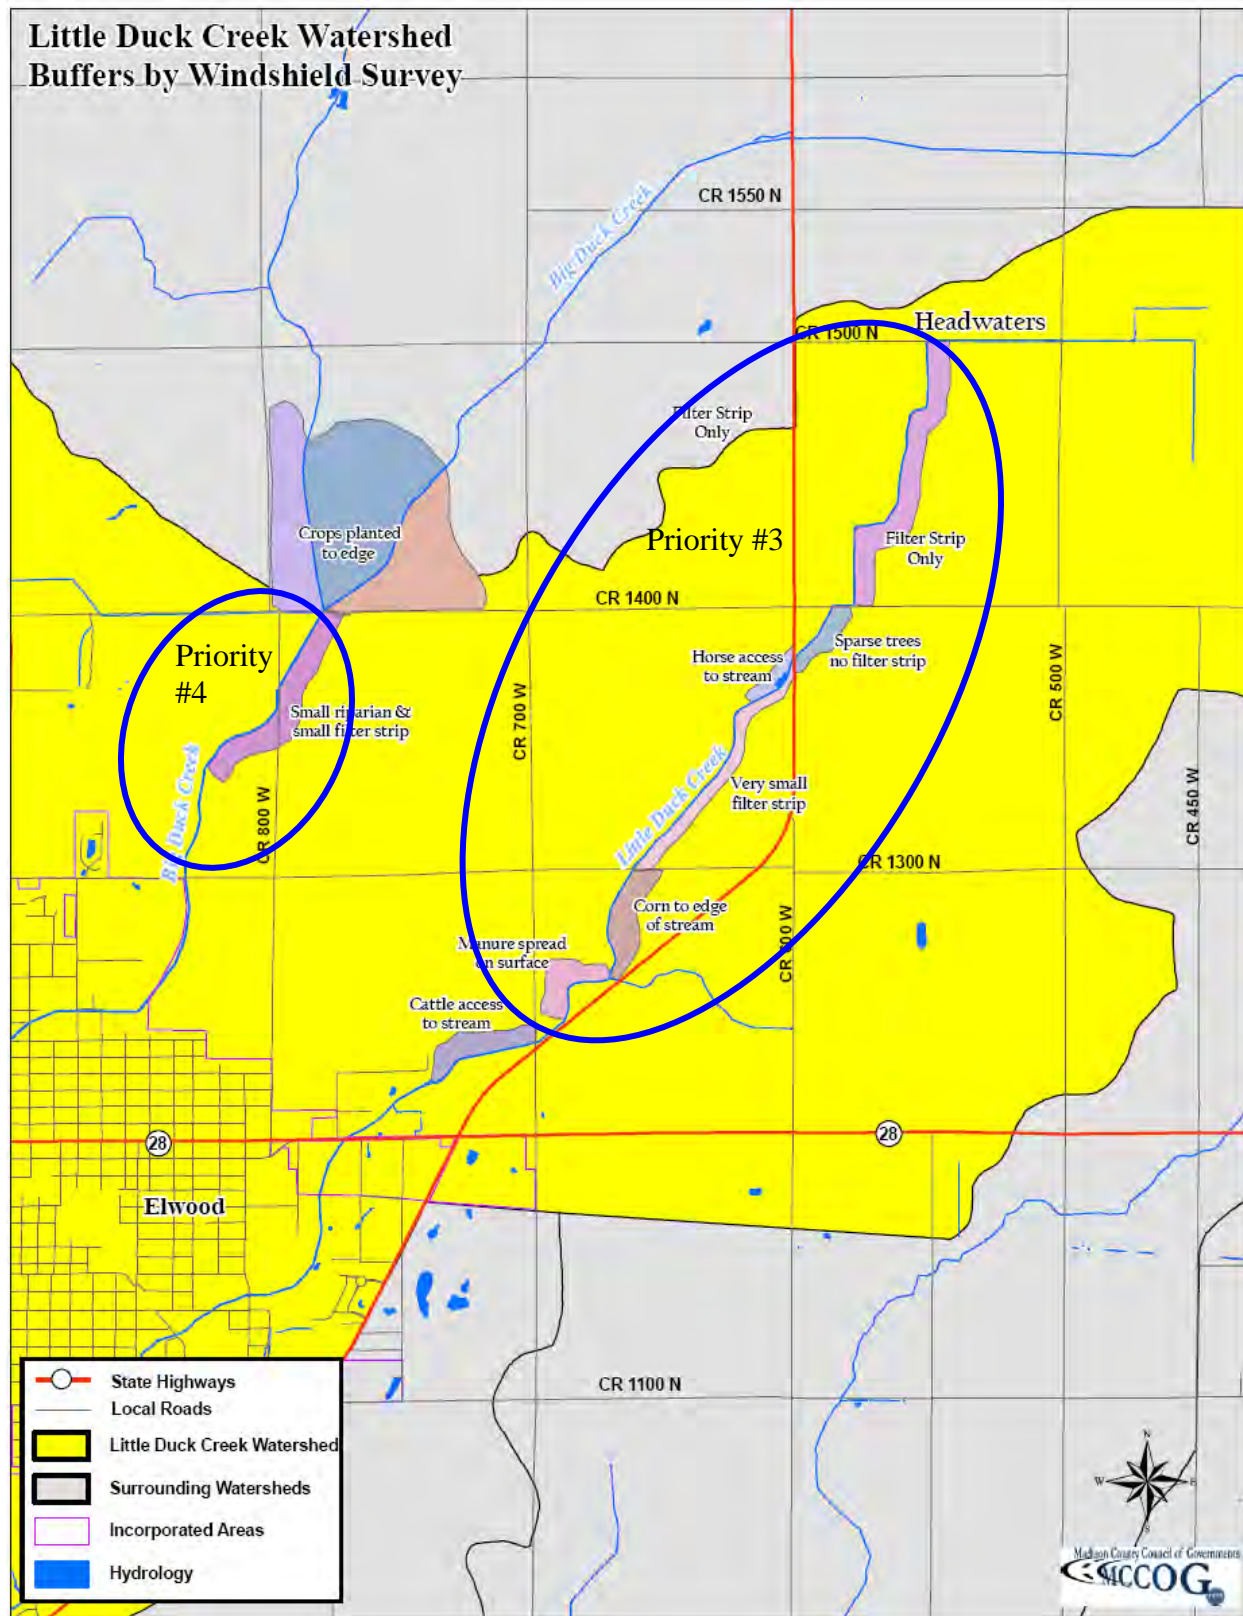 Little Duck Creek Watershed
Buffers by Windshield Survey
CR 1550 N
Big Duck Creek
Headwaters
CR 1500 N
Filter Strip
Only
Crops planted
to edge
Priority #3
Filter Strip
Only
CR 1400 N
Priority
#4
Sparse trees
no filter strip
Horse access
to stream
CR 700 W
CR 500 W
Small riparian &
small filter strip
Very small
filter strip
CR 450 W
Big Duck Creek
CR 800 W
Little Duck Creek
CR 1300 N
Corn to edge
of stream
CR 600 W
Manure spread
on surface
Cattle access
to stream
28
28
Elwood
CR 1100 N
State Highways
Local Roads
Little Duck Creek Watershed
Surrounding Watersheds
Incorporated Areas
Hydrology
N
W
E
S
Madison County Council of Governments
MCCOG